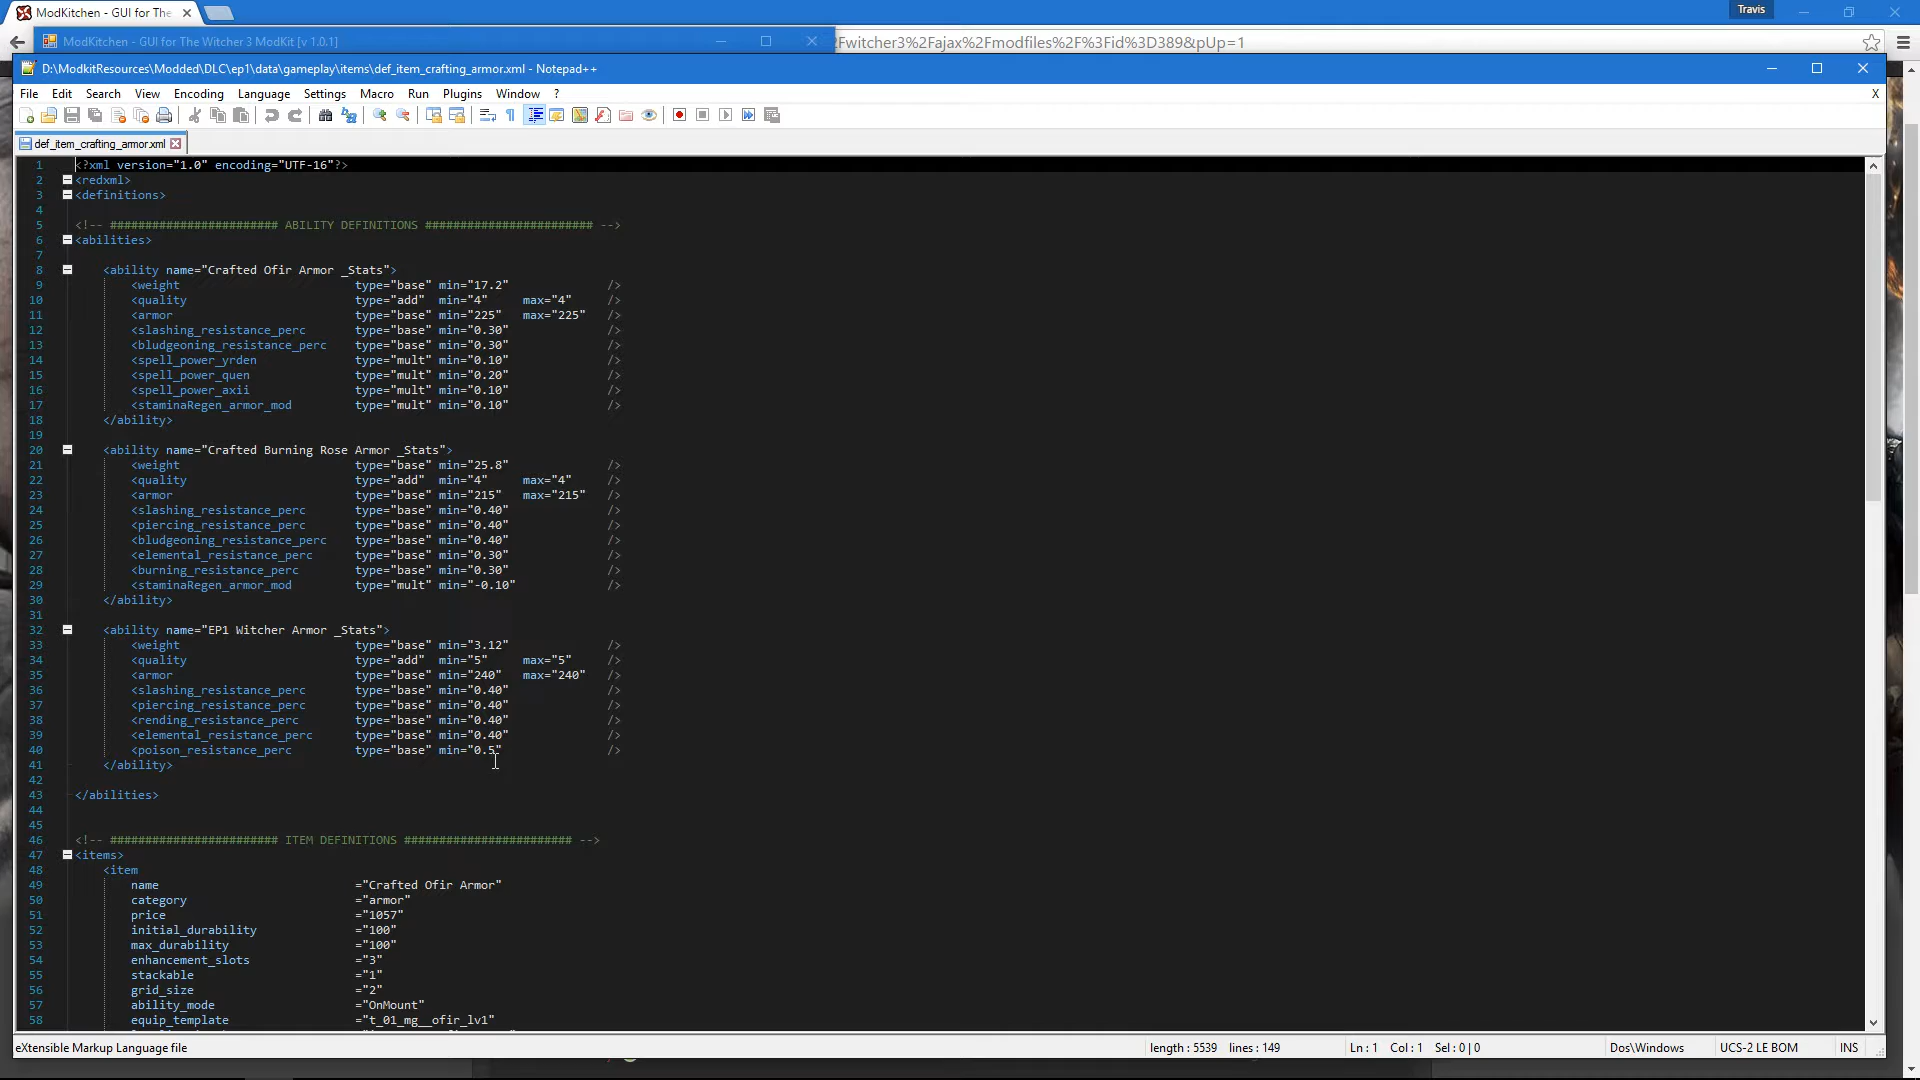 ModKitchen - GUI for The
Travis
ModKitchen - GUI for The Witcher 3 ModKit [v 1.0.1]
2Fwitcher3%2Fajax%2Fmodfiles%2F%3Fid%3D389&pUp=1
D:\ModkitResources\Modded\DLC\ep1\data\gameplay\items\def_item_crafting_armor.xml - Notepad++
File Edit Search View Encoding Language Settings Macro Run Plugins Window ? X
def_item_crafting_armor.xml
1 <?xml version="1.0" encoding="UTF-16"?>
2 <redxml>
3 <definitions>
4
5 <!-- ######################## ABILITY DEFINITIONS ######################## -->
6 <abilities>
7
8 <ability name="Crafted Ofir Armor _Stats">
9 <weight type="base" min="17.2" />
10 <quality type="add" min="4" max="4" />
11 <armor type="base" min="225" max="225" />
12 <slashing_resistance_perc type="base" min="0.30" />
13 <bludgeoning_resistance_perc type="base" min="0.30" />
14 <spell_power_yrden type="mult" min="0.10" />
15 <spell_power_quen type="mult" min="0.20" />
16 <spell_power_axii type="mult" min="0.10" />
17 <staminaRegen_armor_mod type="mult" min="0.10" />
18 </ability>
19
20 <ability name="Crafted Burning Rose Armor _Stats">
21 <weight type="base" min="25.8" />
22 <quality type="add" min="4" max="4" />
23 <armor type="base" min="215" max="215" />
24 <slashing_resistance_perc type="base" min="0.40" />
25 <piercing_resistance_perc type="base" min="0.40" />
26 <bludgeoning_resistance_perc type="base" min="0.40" />
27 <elemental_resistance_perc type="base" min="0.30" />
28 <burning_resistance_perc type="base" min="0.30" />
29 <staminaRegen_armor_mod type="mult" min="-0.10" />
30 </ability>
31
32 <ability name="EP1 Witcher Armor _Stats">
33 <weight type="base" min="3.12" />
34 <quality type="add" min="5" max="5" />
35 <armor type="base" min="240" max="240" />
36 <slashing_resistance_perc type="base" min="0.40" />
37 <piercing_resistance_perc type="base" min="0.40" />
38 <rending_resistance_perc type="base" min="0.40" />
39 <elemental_resistance_perc type="base" min="0.40" />
40 <poison_resistance_perc type="base" min="0.5" />
41 </ability>
42
43 </abilities>
44
45
46 <!-- ######################## ITEM DEFINITIONS ######################## -->
47 <items>
48 <item
49 name ="Crafted Ofir Armor"
50 category ="armor"
51 price ="1057"
52 initial_durability ="100"
53 max_durability ="100"
54 enhancement_slots ="3"
55 stackable ="1"
56 grid_size ="2"
57 ability_mode ="OnMount"
58 equip_template ="t_01_mg__ofir_lv1"
eXtensible Markup Language file length : 5539 lines : 149 Ln : 1 Col : 1 Sel : 0 | 0 Dos\Windows UCS-2 LE BOM INS